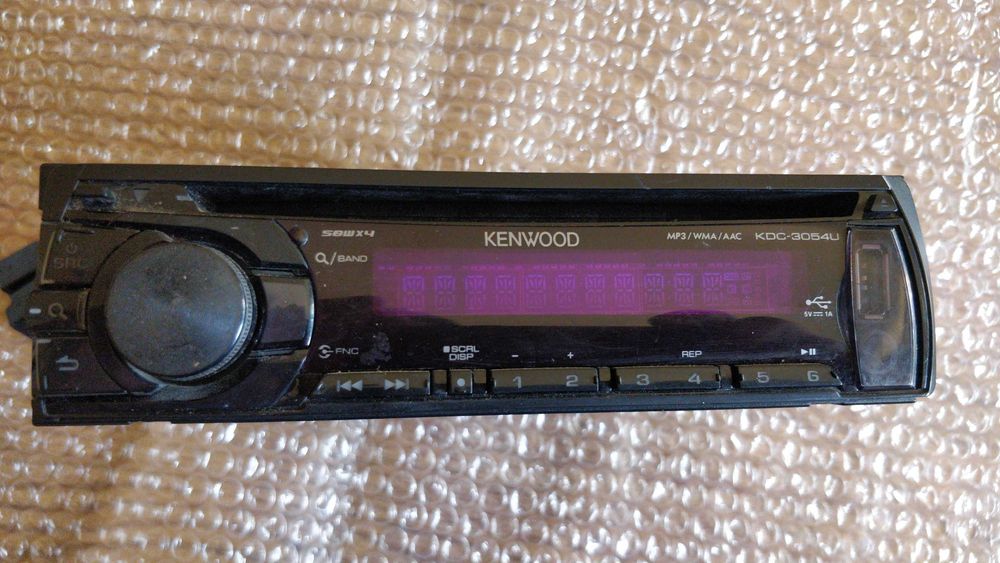 50WX4
KENWOOD
MP3/WMA/AAC KDC-3054U
SRC
/BAND
5V 1A
FNC
SCRL
DISP
- +
REP
1 2 3 4 5 6